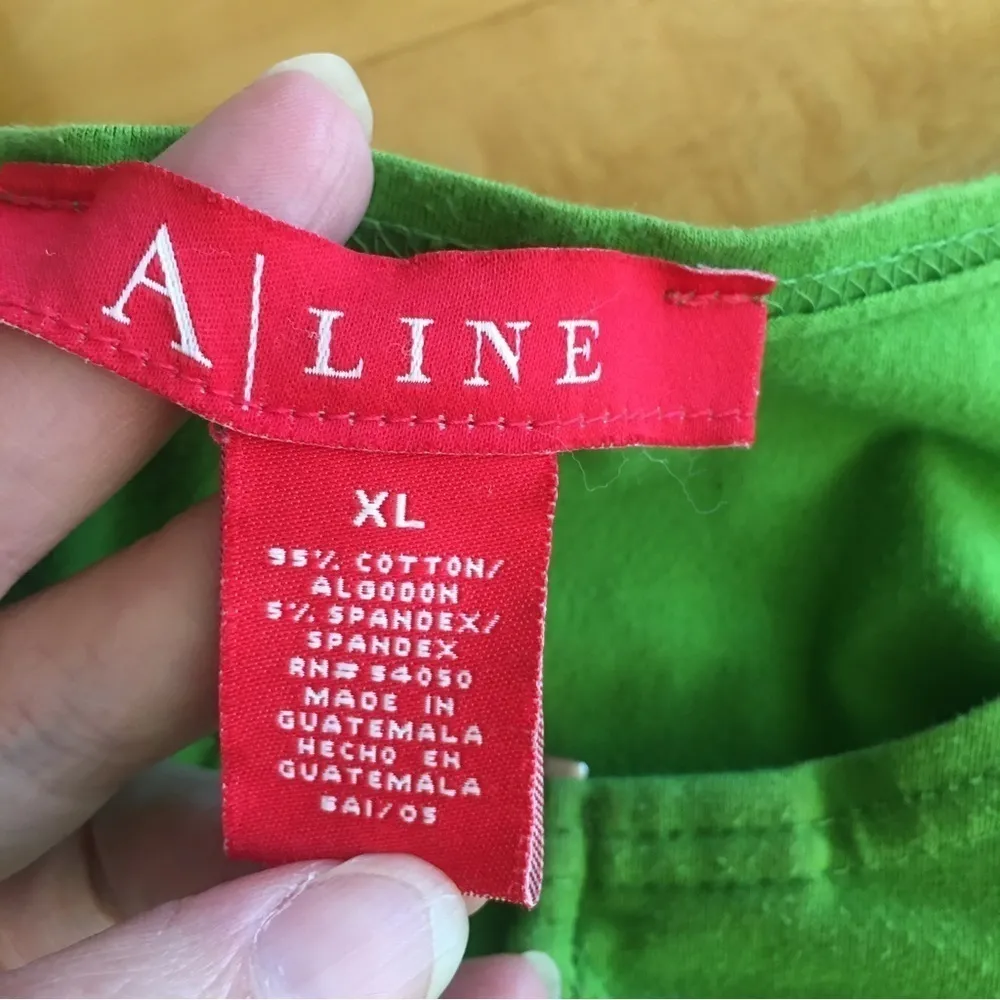 A|LINE
XL
95% COTTON/
ALGODON
5% SPANDEX/
SPANDEX
RN# 54050
MADE IN
GUATEMALA
HECHO EN
GUATEMALA
BAI/05